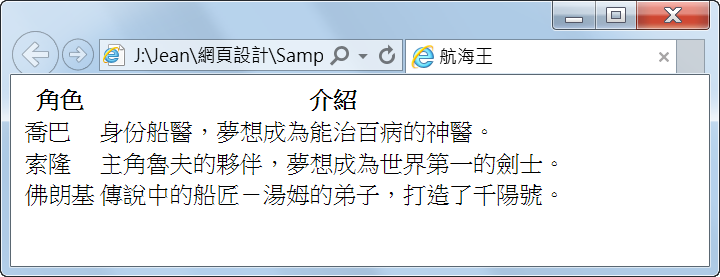 J:\Jean\網頁設計\Samp
航海王
角色 介紹
喬巴 身份船醫，夢想成為能治百病的神醫。
索隆 主角魯夫的夥伴，夢想成為世界第一的劍士。
佛朗基 傳說中的船匠－湯姆的弟子，打造了千陽號。